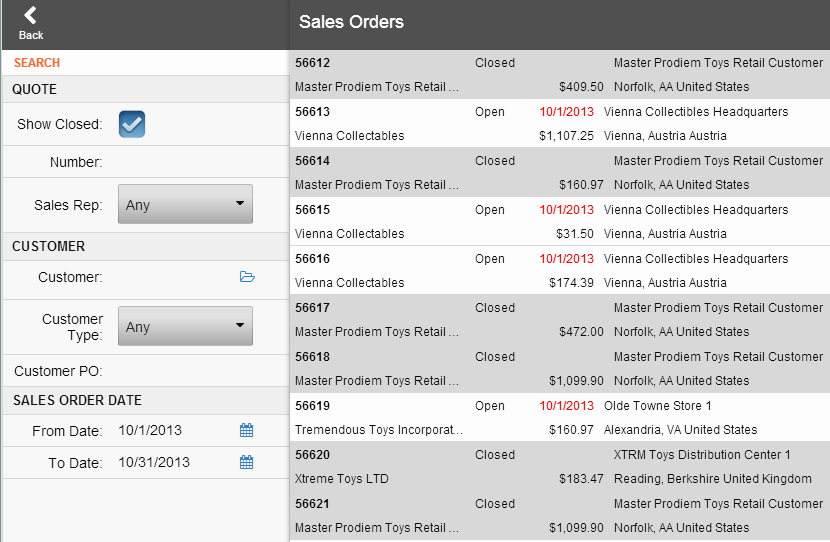 Back
Sales Orders
SEARCH
QUOTE
Show Closed:
Number:
Sales Rep: Any
CUSTOMER
Customer:
Customer
Type: Any
Customer PO:
SALES ORDER DATE
From Date: 10/1/2013
To Date: 10/31/2013
56612 Closed Master Prodiem Toys Retail Customer
Master Prodiem Toys Retail ... $409.50 Norfolk, AA United States
56613 Open 10/1/2013 Vienna Collectibles Headquarters
Vienna Collectables $1,107.25 Vienna, Austria Austria
56614 Closed Master Prodiem Toys Retail Customer
Master Prodiem Toys Retail ... $160.97 Norfolk, AA United States
56615 Open 10/1/2013 Vienna Collectibles Headquarters
Vienna Collectables $31.50 Vienna, Austria Austria
56616 Open 10/1/2013 Vienna Collectibles Headquarters
Vienna Collectables $174.39 Vienna, Austria Austria
56617 Closed Master Prodiem Toys Retail Customer
Master Prodiem Toys Retail ... $472.00 Norfolk, AA United States
56618 Closed Master Prodiem Toys Retail Customer
Master Prodiem Toys Retail ... $1,099.90 Norfolk, AA United States
56619 Open 10/1/2013 Olde Towne Store 1
Tremendous Toys Incorporat... $160.97 Alexandria, VA United States
56620 Closed XTRM Toys Distribution Center 1
Xtreme Toys LTD $183.47 Reading, Berkshire United Kingdom
56621 Closed Master Prodiem Toys Retail Customer
Master Prodiem Toys Retail ... $1,099.90 Norfolk, AA United States